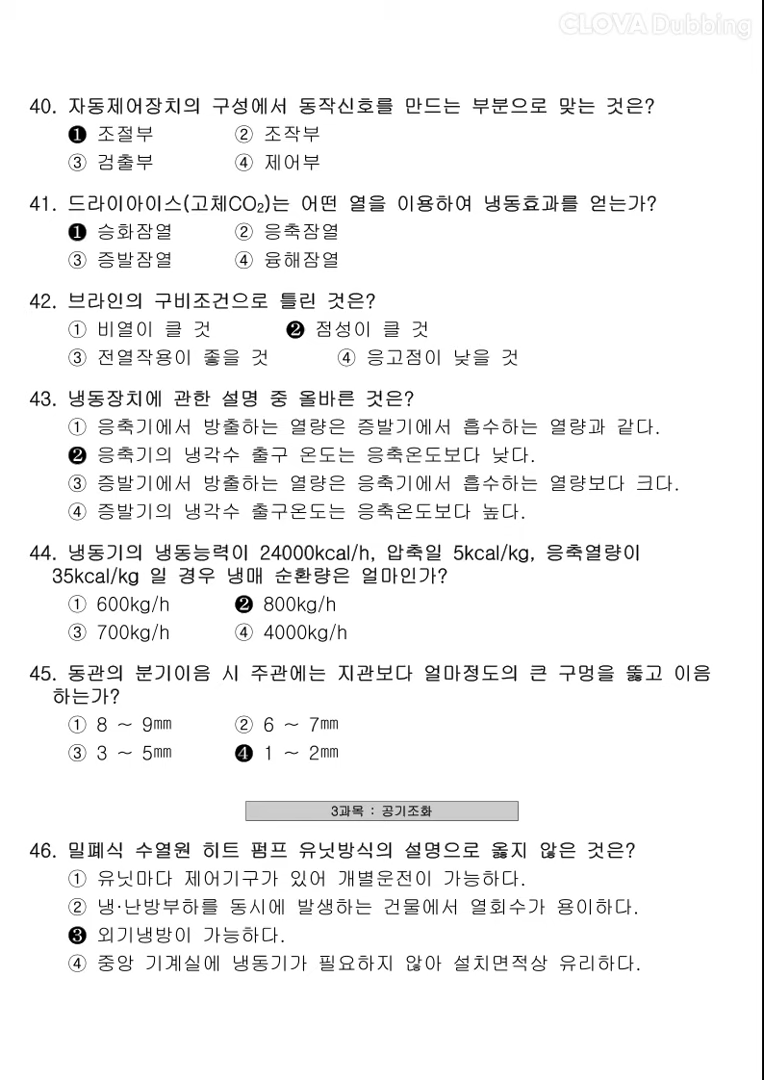 CLOVA Dubbing
40. 자동제어장치의 구성에서 동작신호를 만드는 부분으로 맞는 것은?
❶ 조절부 ② 조작부
③ 검출부 ④ 제어부
41. 드라이아이스(고체CO₂)는 어떤 열을 이용하여 냉동효과를 얻는가?
❶ 승화잠열 ② 응축잠열
③ 증발잠열 ④ 융해잠열
42. 브라인의 구비조건으로 틀린 것은?
① 비열이 클 것 ❷ 점성이 클 것
③ 전열작용이 좋을 것 ④ 응고점이 낮을 것
43. 냉동장치에 관한 설명 중 올바른 것은?
① 응축기에서 방출하는 열량은 증발기에서 흡수하는 열량과 같다.
❷ 응축기의 냉각수 출구 온도는 응축온도보다 낮다.
③ 증발기에서 방출하는 열량은 응축기에서 흡수하는 열량보다 크다.
④ 증발기의 냉각수 출구온도는 응축온도보다 높다.
44. 냉동기의 냉동능력이 24000kcal/h, 압축일 5kcal/kg, 응축열량이
35kcal/kg 일 경우 냉매 순환량은 얼마인가?
① 600kg/h ❷ 800kg/h
③ 700kg/h ④ 4000kg/h
45. 동관의 분기이음 시 주관에는 지관보다 얼마정도의 큰 구멍을 뚫고 이음
하는가?
① 8 ~ 9㎜ ② 6 ~ 7㎜
③ 3 ~ 5㎜ ❹ 1 ~ 2㎜
3과목 : 공기조화
46. 밀폐식 수열원 히트 펌프 유닛방식의 설명으로 옳지 않은 것은?
① 유닛마다 제어기구가 있어 개별운전이 가능하다.
② 냉·난방부하를 동시에 발생하는 건물에서 열회수가 용이하다.
❸ 외기냉방이 가능하다.
④ 중앙 기계실에 냉동기가 필요하지 않아 설치면적상 유리하다.